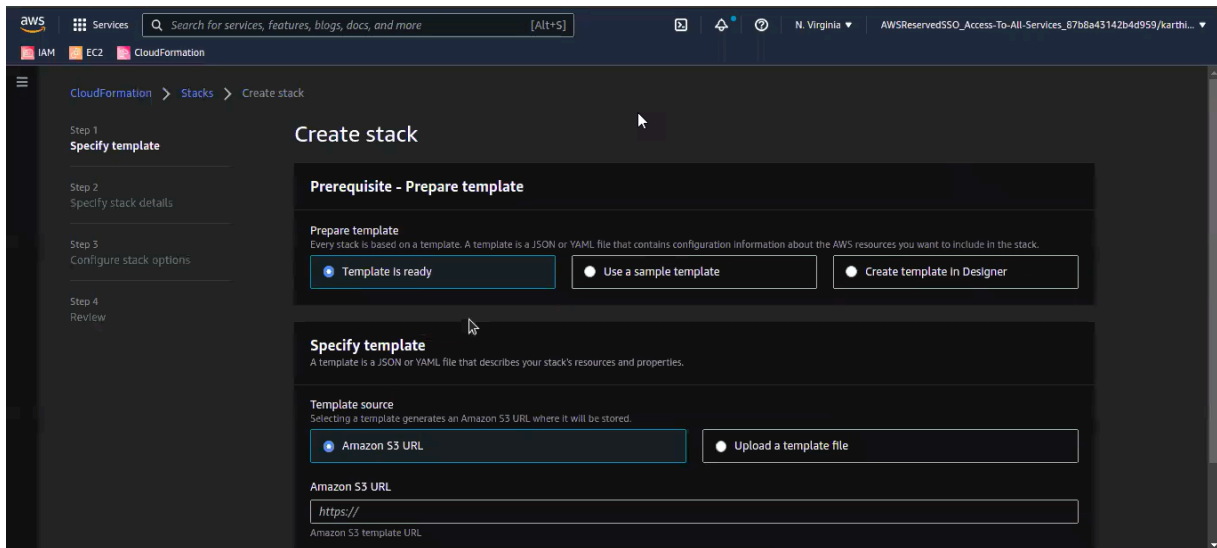 aws
Services
Search for services, features, blogs, docs, and more
[Alt+S]
N. Virginia ▼
AWSReservedSSO_Access-To-All-Services_87b8a43142b4d959/karthi... ▼
IAM
EC2
CloudFormation
CloudFormation > Stacks > Create stack
Step 1
Specify template
Step 2
Specify stack details
Step 3
Configure stack options
Step 4
Review
Create stack
Prerequisite - Prepare template
Prepare template
Every stack is based on a template. A template is a JSON or YAML file that contains configuration information about the AWS resources you want to include in the stack.
Template is ready
Use a sample template
Create template in Designer
Specify template
A template is a JSON or YAML file that describes your stack's resources and properties.
Template source
Selecting a template generates an Amazon S3 URL where it will be stored.
Amazon S3 URL
Upload a template file
Amazon S3 URL
https://
Amazon S3 template URL